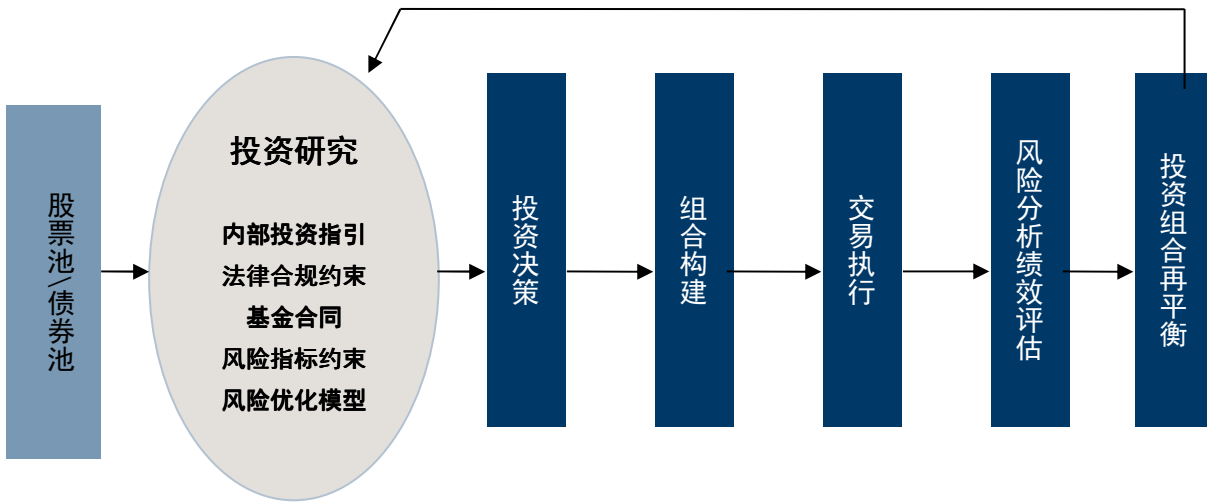 股票池/债券池
投资研究
内部投资指引
法律合规约束
基金合同
风险指标约束
风险优化模型
投资决策
组合构建
交易执行
风险分析绩效评估
投资组合再平衡